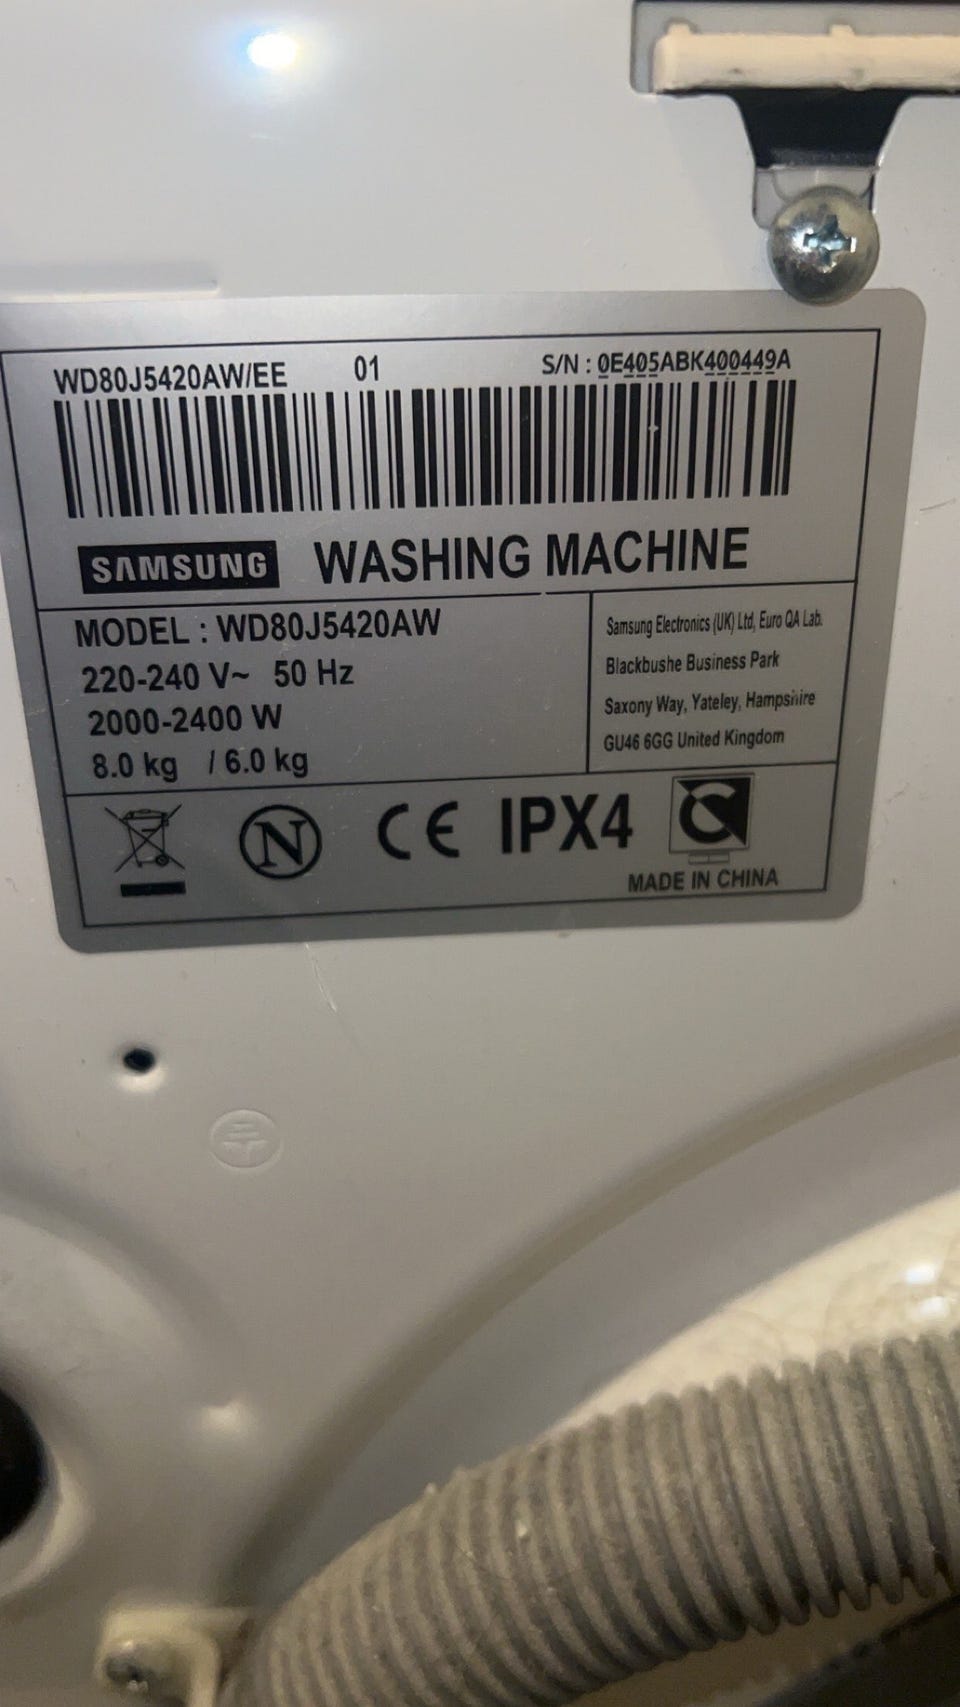 WD80J5420AW/EE 01 S/N : 0E405ABK400449A
SAMSUNG WASHING MACHINE
MODEL : WD80J5420AW
220-240 V~ 50 Hz
2000-2400 W
8.0 kg / 6.0 kg
Samsung Electronics (UK) Ltd, Euro QA Lab.
Blackbushe Business Park
Saxony Way, Yateley, Hampshire
GU46 6GG United Kingdom
N CE IPX4
MADE IN CHINA